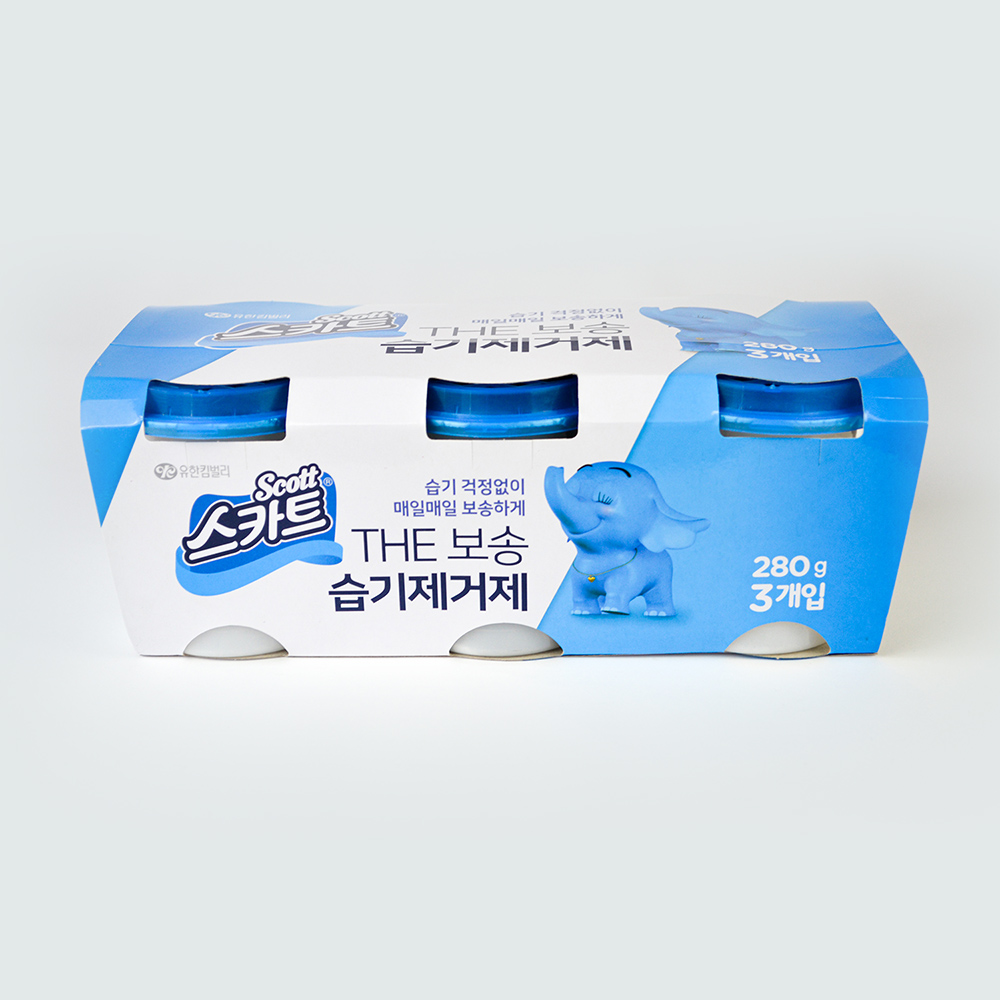 유한킴벌리
Scott
스카트
습기 걱정없이
매일매일 보송하게
THE 보송
습기제거제
280 g
3개입
유한킴벌리
Scott®
스카트
습기 걱정없이
매일매일 보송하게
THE 보송
습기제거제
280 g
3개입